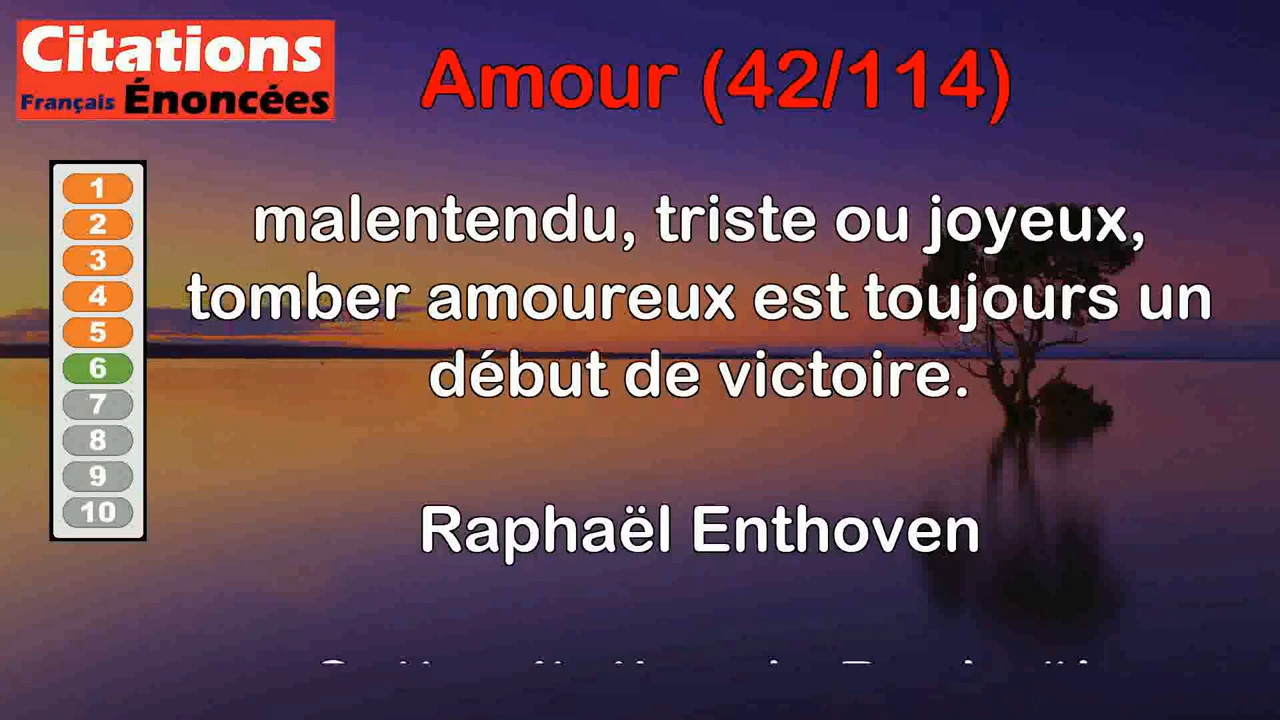 Citations
Français Énoncées
Amour (42/114)
1
2
3
4
5
6
7
8
9
10
malentendu, triste ou joyeux,
tomber amoureux est toujours un
début de victoire.
Raphaël Enthoven